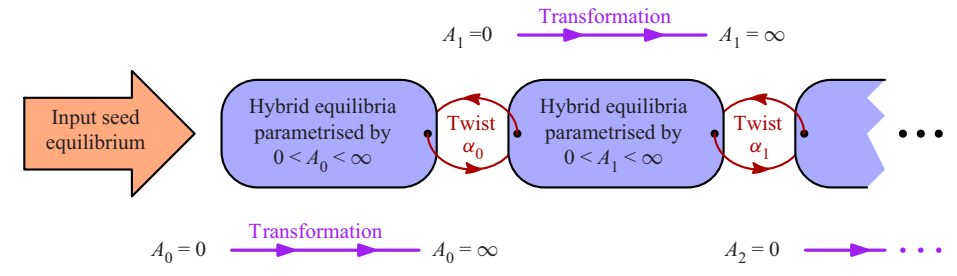 Transformation
A₁ = 0
A₁ = ∞
Input seed
equilibrium
Hybrid equilibria
parametrised by
0 < A₀ < ∞
Twist
α₀
Hybrid equilibria
parametrised by
0 < A₁ < ∞
Twist
α₁
Transformation
A₀ = 0
A₀ = ∞
A₂ = 0